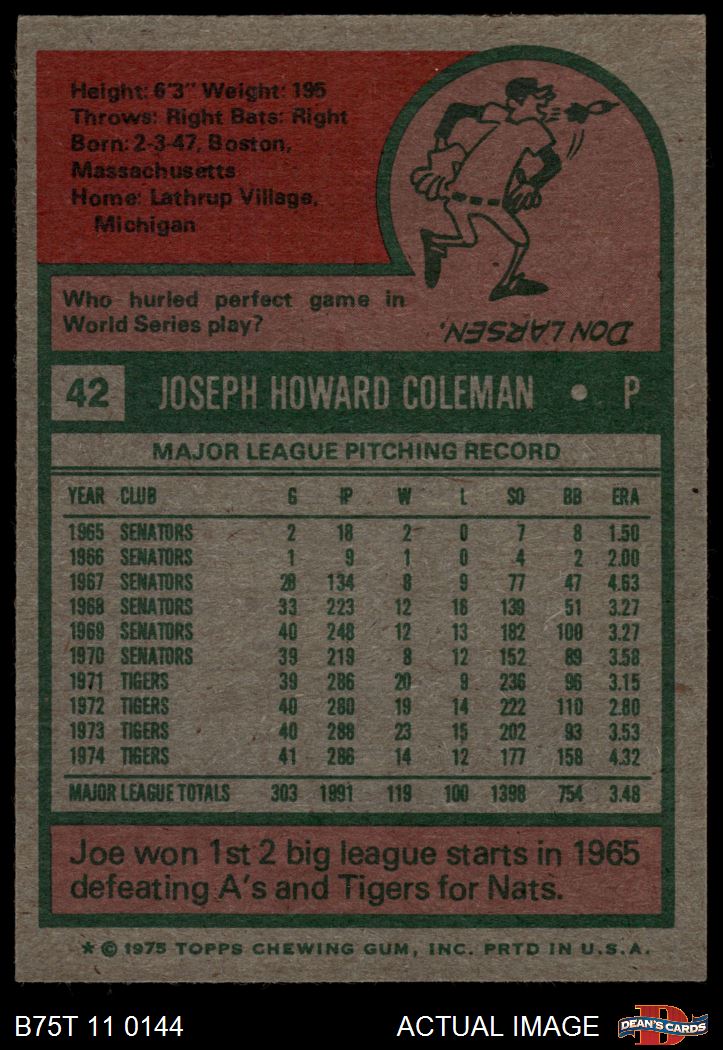 Height: 6'3" Weight: 195
Throws: Right Bats: Right
Born: 2-3-47, Boston,
Massachusetts
Home: Lathrup Village,
Michigan
Who hurled perfect game in
World Series play?
DON LARSEN.
42 JOSEPH HOWARD COLEMAN • P
MAJOR LEAGUE PITCHING RECORD
YEAR CLUB G IP W L SO BB ERA
1965 SENATORS 2 18 2 0 7 8 1.50
1966 SENATORS 1 9 1 0 4 2 2.00
1967 SENATORS 28 134 8 9 77 47 4.63
1968 SENATORS 33 223 12 16 139 51 3.27
1969 SENATORS 40 248 12 13 182 100 3.27
1970 SENATORS 39 219 8 12 152 89 3.58
1971 TIGERS 39 286 20 9 236 96 3.15
1972 TIGERS 40 280 19 14 222 110 2.80
1973 TIGERS 40 288 23 15 202 93 3.53
1974 TIGERS 41 286 14 12 177 158 4.32
MAJOR LEAGUE TOTALS 303 1991 119 100 1398 754 3.48
Joe won 1st 2 big league starts in 1965
defeating A's and Tigers for Nats.
* © 1975 TOPPS CHEWING GUM, INC. PRTD IN U.S.A.
B75T 11 0144 ACTUAL IMAGE DEAN'S CARDS